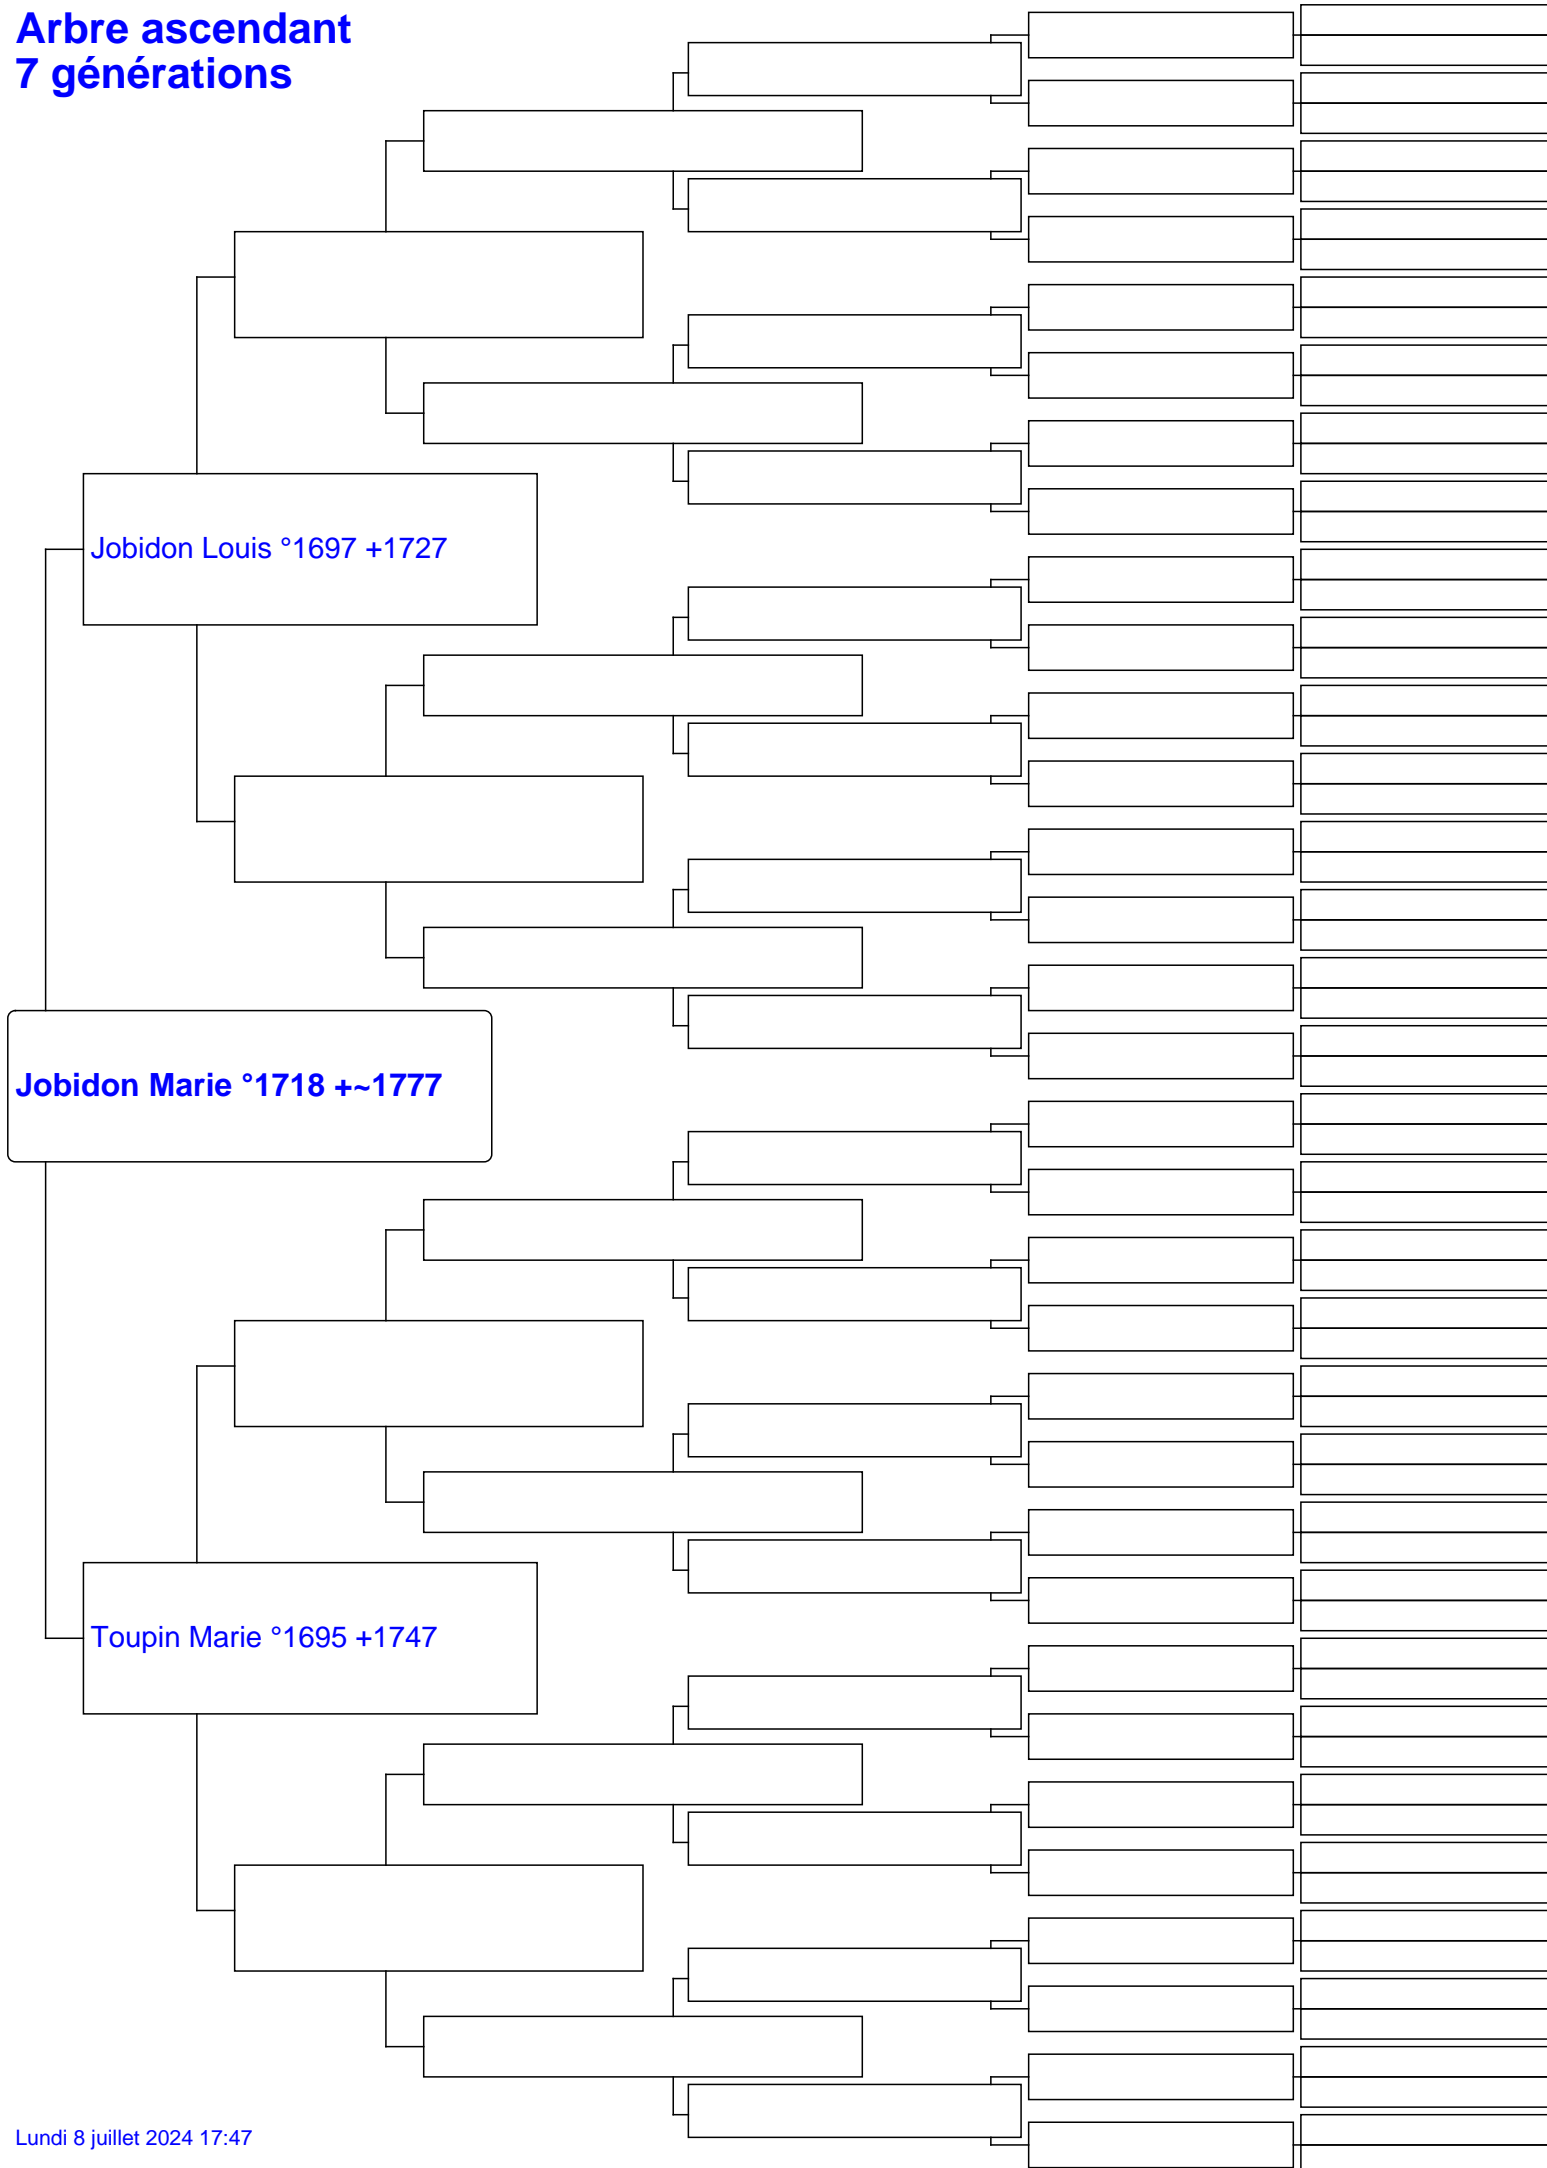 Arbre ascendant
7 générations
Jobidon Louis °1697 +1727
Jobidon Marie °1718 +~1777
Toupin Marie °1695 +1747
Lundi 8 juillet 2024 17:47